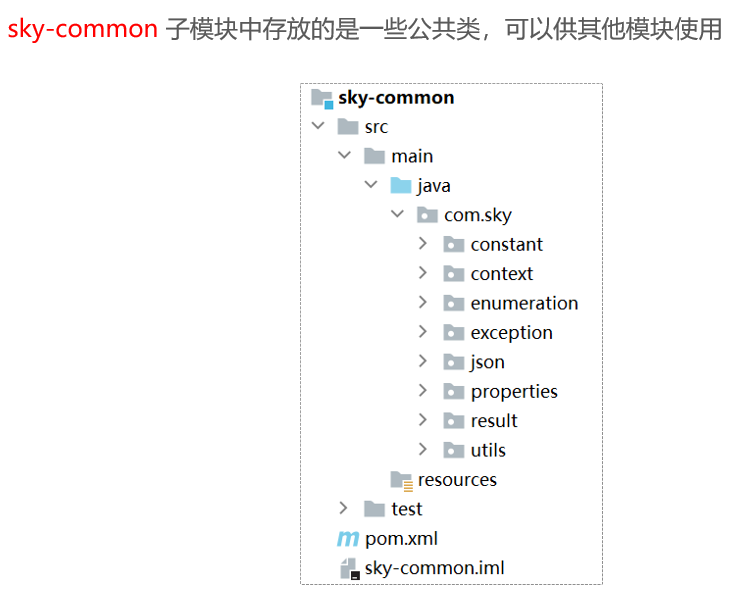 sky-common 子模块中存放的是一些公共类，可以供其他模块使用
sky-common
src
main
java
com.sky
constant
context
enumeration
exception
json
properties
result
utils
resources
test
m pom.xml
sky-common.iml